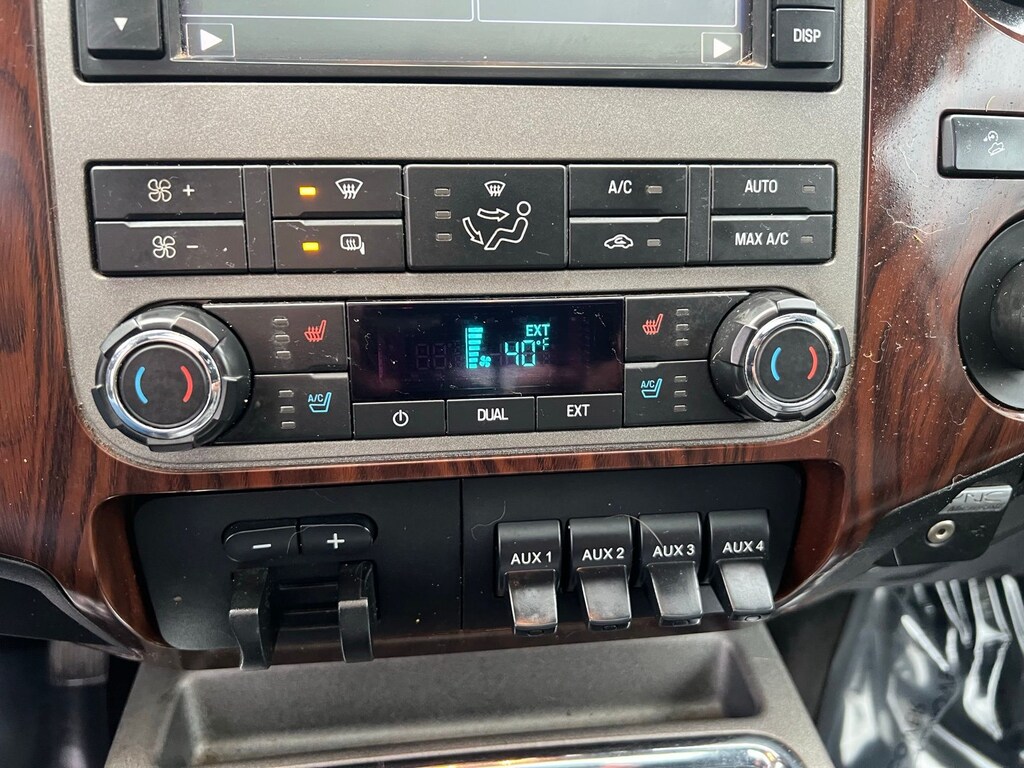 DISP
+
A/C
AUTO
−
MAX A/C
EXT
40°F
A/C
A/C
DUAL
EXT
− +
AUX 1 AUX 2 AUX 3 AUX 4